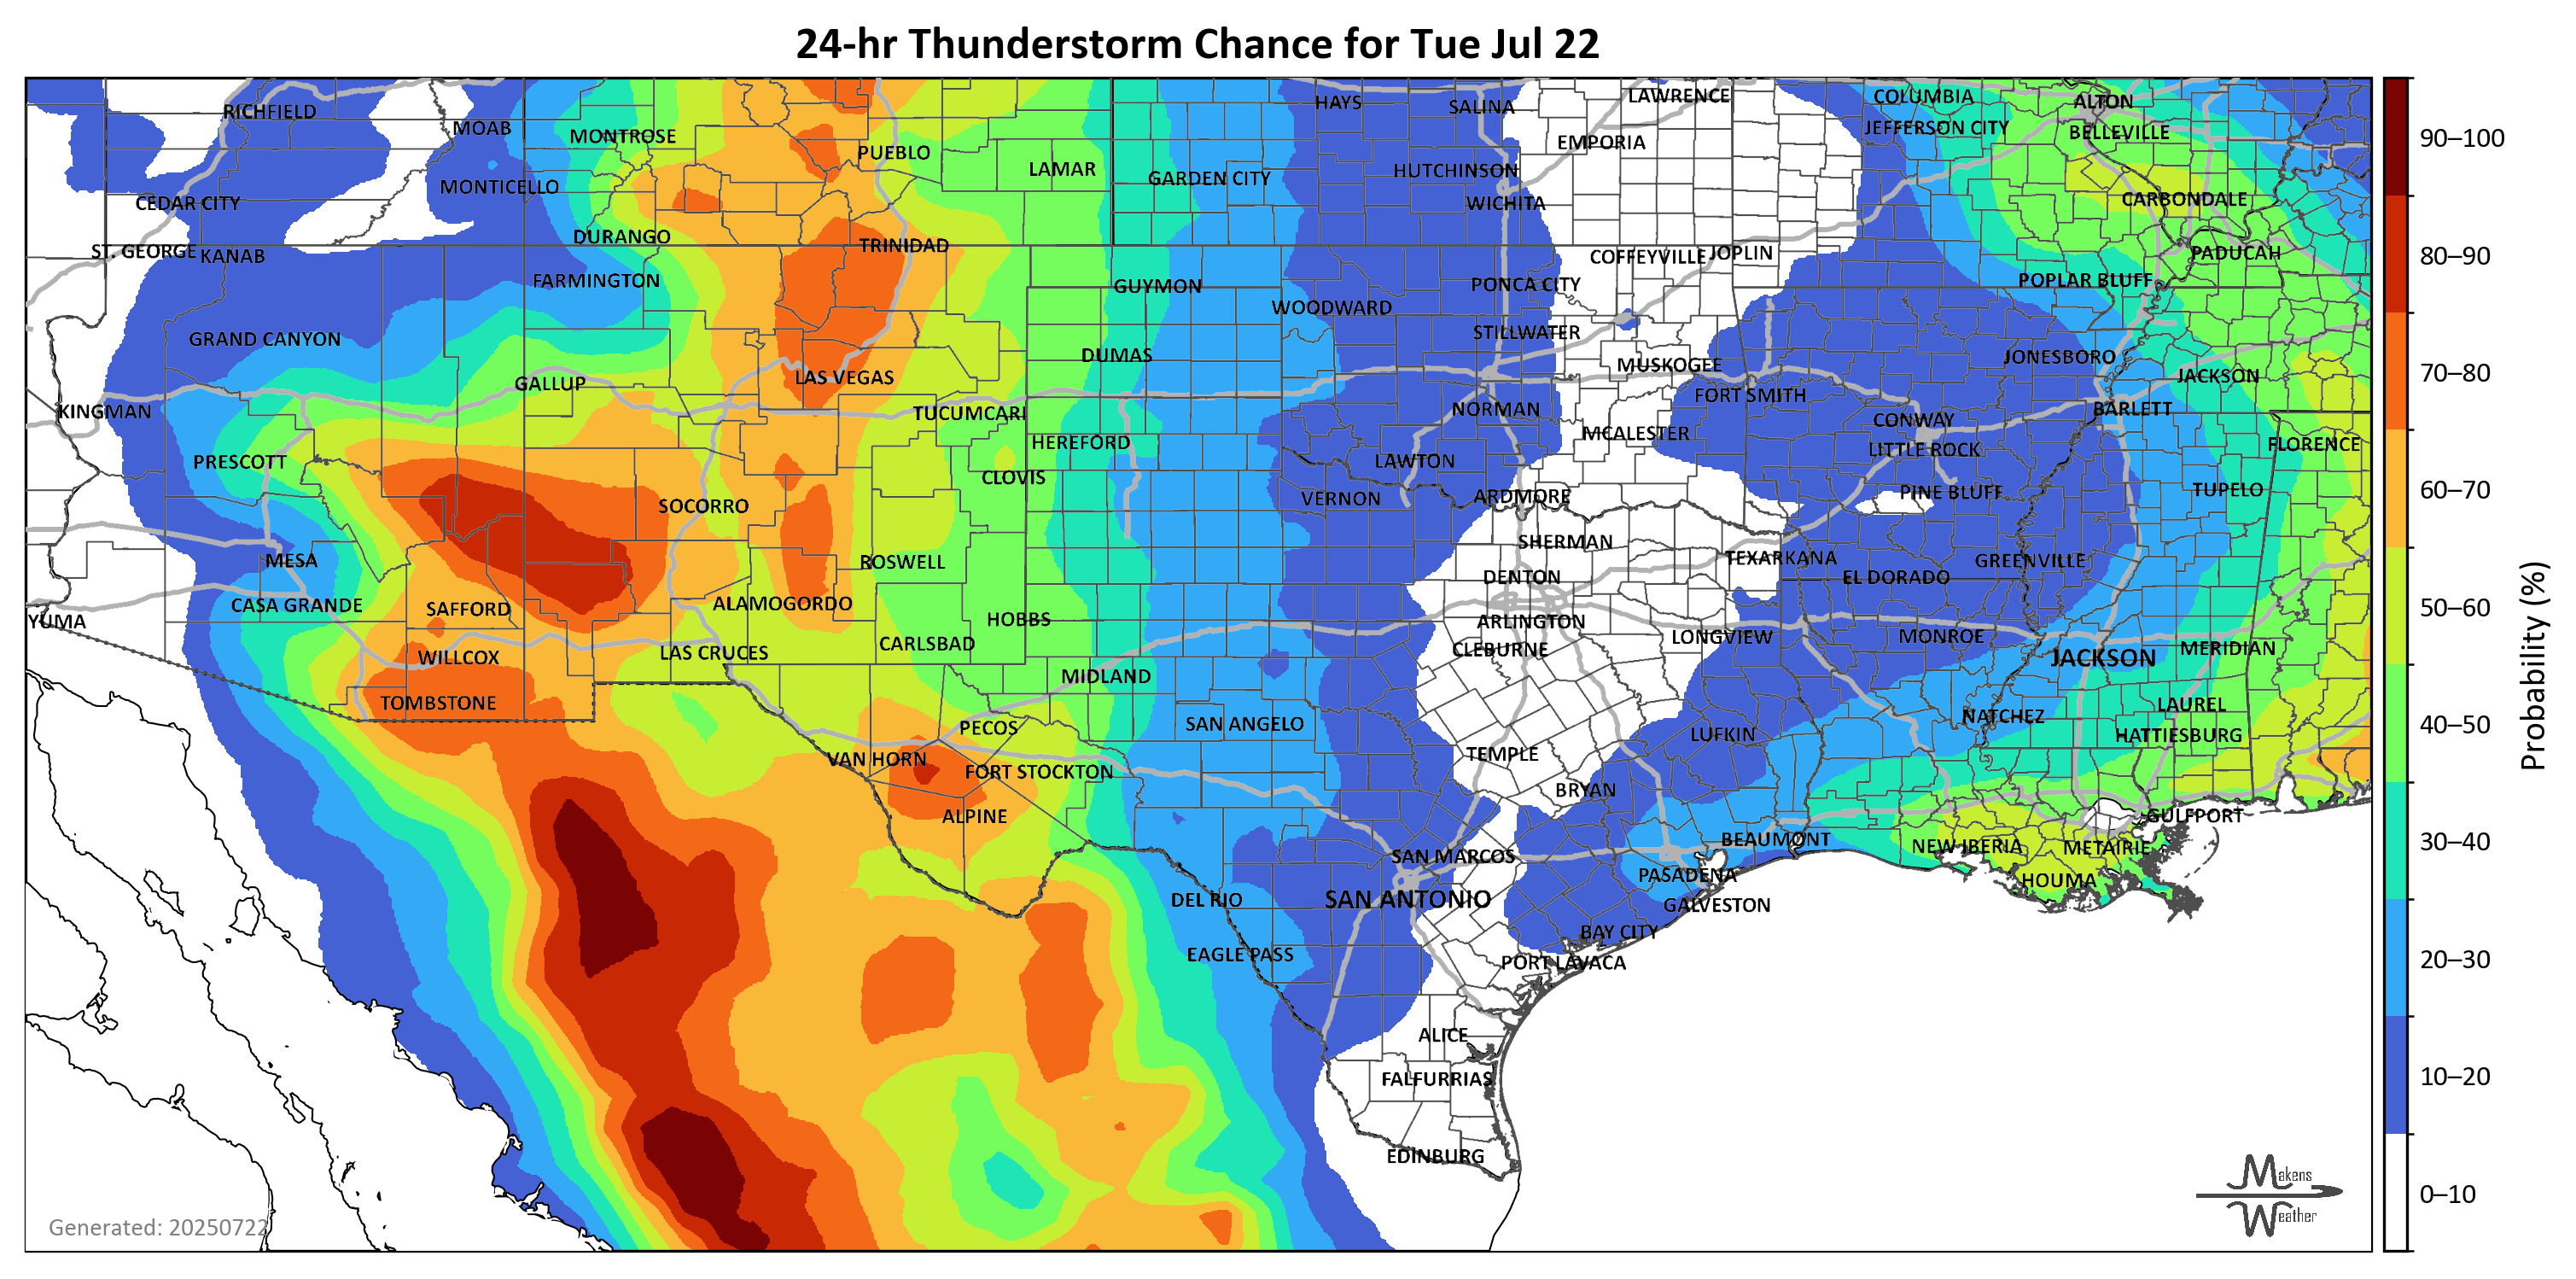 24-hr Thunderstorm Chance for Tue Jul 22
RICHFIELD
MOAB
MONTROSE
PUEBLO
LAMAR
HAYS
SALINA
LAWRENCE
COLUMBIA
ALTON
EMPORIA
JEFFERSON CITY
BELLEVILLE
90–100
CEDAR CITY
MONTICELLO
GARDEN CITY
HUTCHINSON
WICHITA
CARBONDALE
ST. GEORGE
KANAB
DURANGO
TRINIDAD
COFFEYVILLE
JOPLIN
PADUCAH
80–90
FARMINGTON
GUYMON
WOODWARD
PONCA CITY
POPLAR BLUFF
GRAND CANYON
DUMAS
STILLWATER
JONESBORO
GALLUP
LAS VEGAS
MUSKOGEE
JACKSON
70–80
KINGMAN
TUCUMCARI
NORMAN
FORT SMITH
CONWAY
BARLETT
PRESCOTT
HEREFORD
LAWTON
MCALESTER
LITTLE ROCK
FLORENCE
CLOVIS
VERNON
ARDMORE
PINE BLUFF
TUPELO
60–70
SOCORRO
SHERMAN
MESA
ROSWELL
DENTON
TEXARKANA
EL DORADO
GREENVILLE
CASA GRANDE
SAFFORD
ALAMOGORDO
HOBBS
ARLINGTON
50–60
YUMA
WILLCOX
LAS CRUCES
CARLSBAD
CLEBURNE
LONGVIEW
MONROE
JACKSON
MERIDIAN
TOMBSTONE
MIDLAND
Probability (%)
PECOS
SAN ANGELO
LUFKIN
NATCHEZ
LAUREL
HATTIESBURG
40–50
VAN HORN
FORT STOCKTON
TEMPLE
BRYAN
ALPINE
GULFPORT
SAN MARCOS
BEAUMONT
NEW IBERIA
METAIRIE
30–40
DEL RIO
SAN ANTONIO
PASADENA
GALVESTON
HOUMA
EAGLE PASS
BAY CITY
PORT LAVACA
20–30
ALICE
FALFURRIAS
10–20
EDINBURG
Makens
Weather
0–10
Generated: 20250722